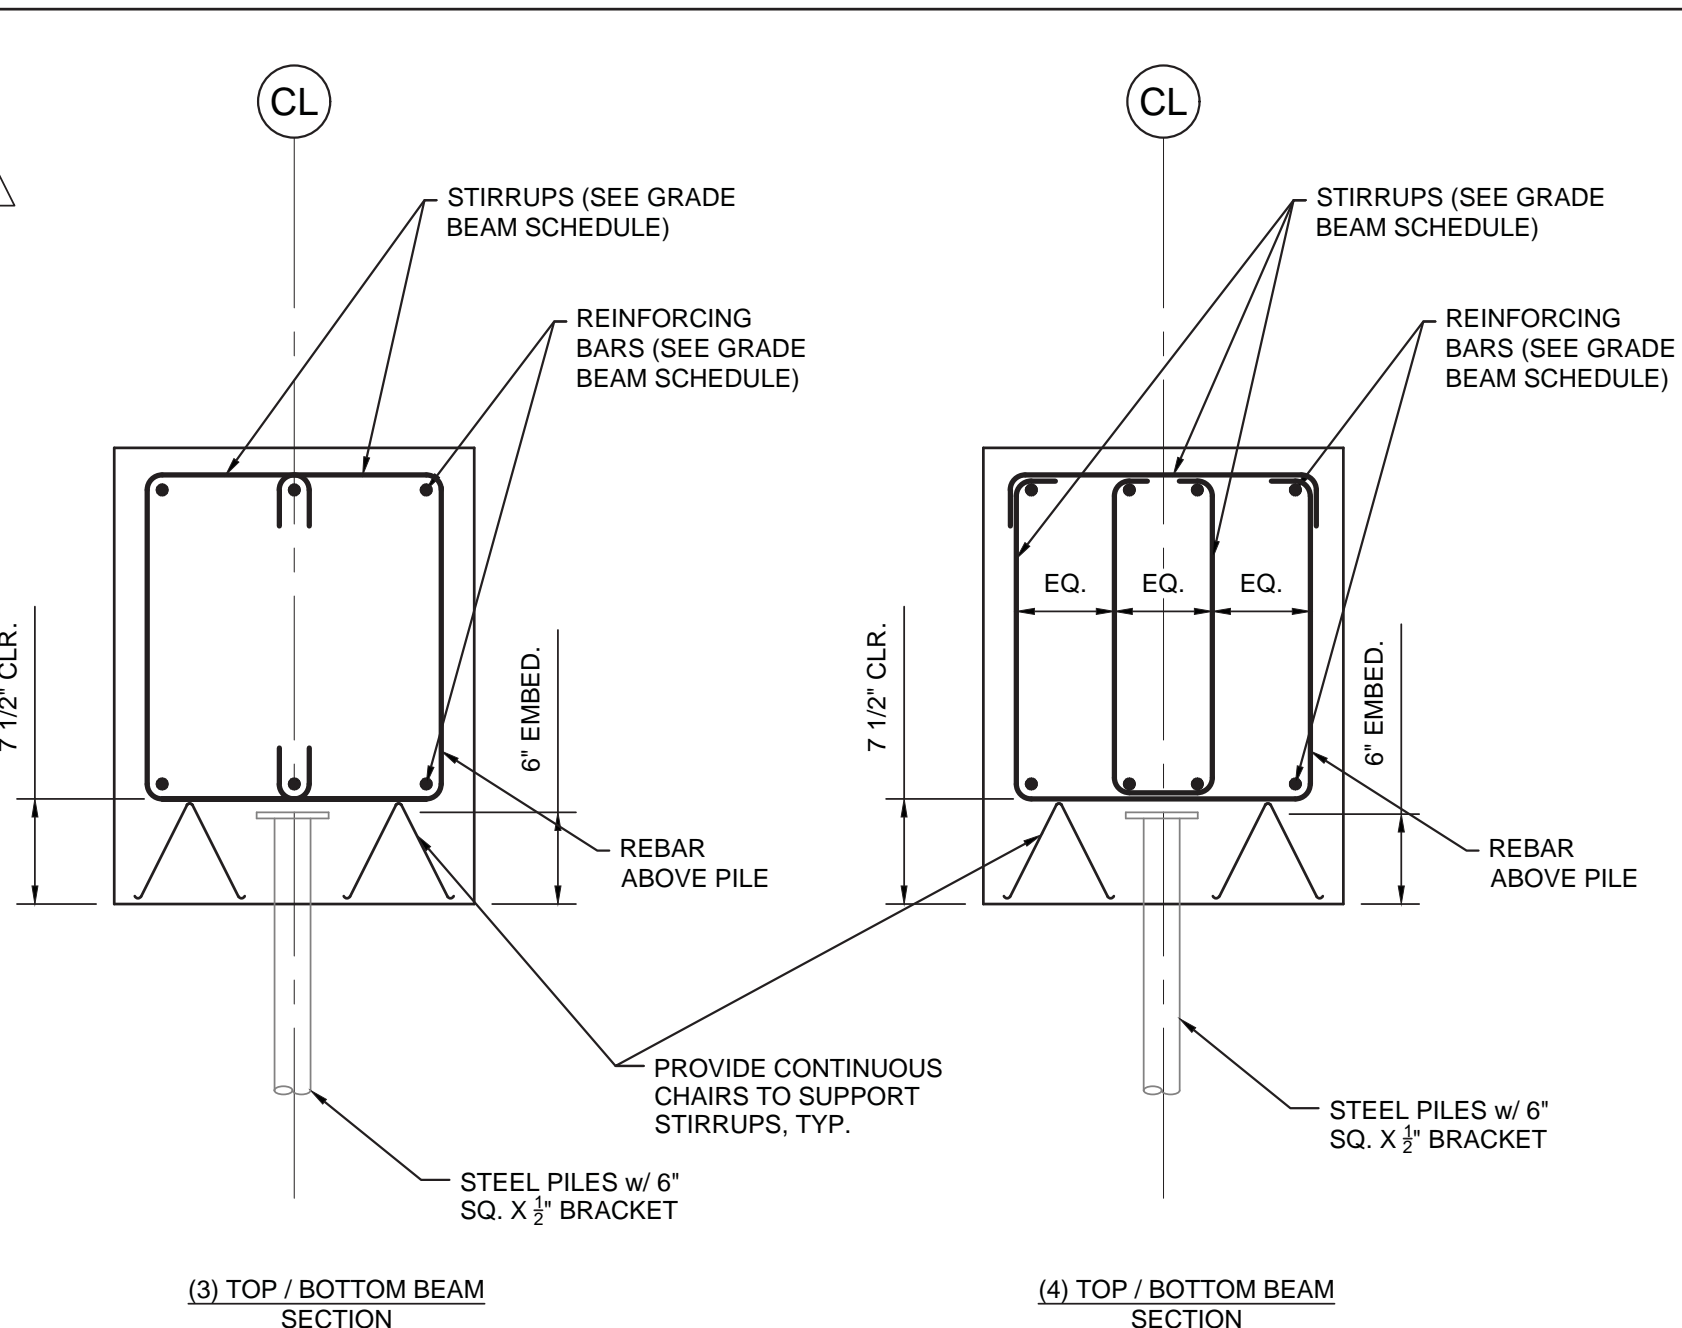 CL
STIRRUPS (SEE GRADE
BEAM SCHEDULE)
REINFORCING
BARS (SEE GRADE
BEAM SCHEDULE)
7 1/2" CLR.
6" EMBED.
REBAR
ABOVE PILE
PROVIDE CONTINUOUS
CHAIRS TO SUPPORT
STIRRUPS, TYP.
STEEL PILES w/ 6"
SQ. X 1/2" BRACKET
(3) TOP / BOTTOM BEAM
SECTION
CL
STIRRUPS (SEE GRADE
BEAM SCHEDULE)
REINFORCING
BARS (SEE GRADE
BEAM SCHEDULE)
EQ.
EQ.
EQ.
7 1/2" CLR.
6" EMBED.
REBAR
ABOVE PILE
STEEL PILES w/ 6"
SQ. X 1/2" BRACKET
(4) TOP / BOTTOM BEAM
SECTION